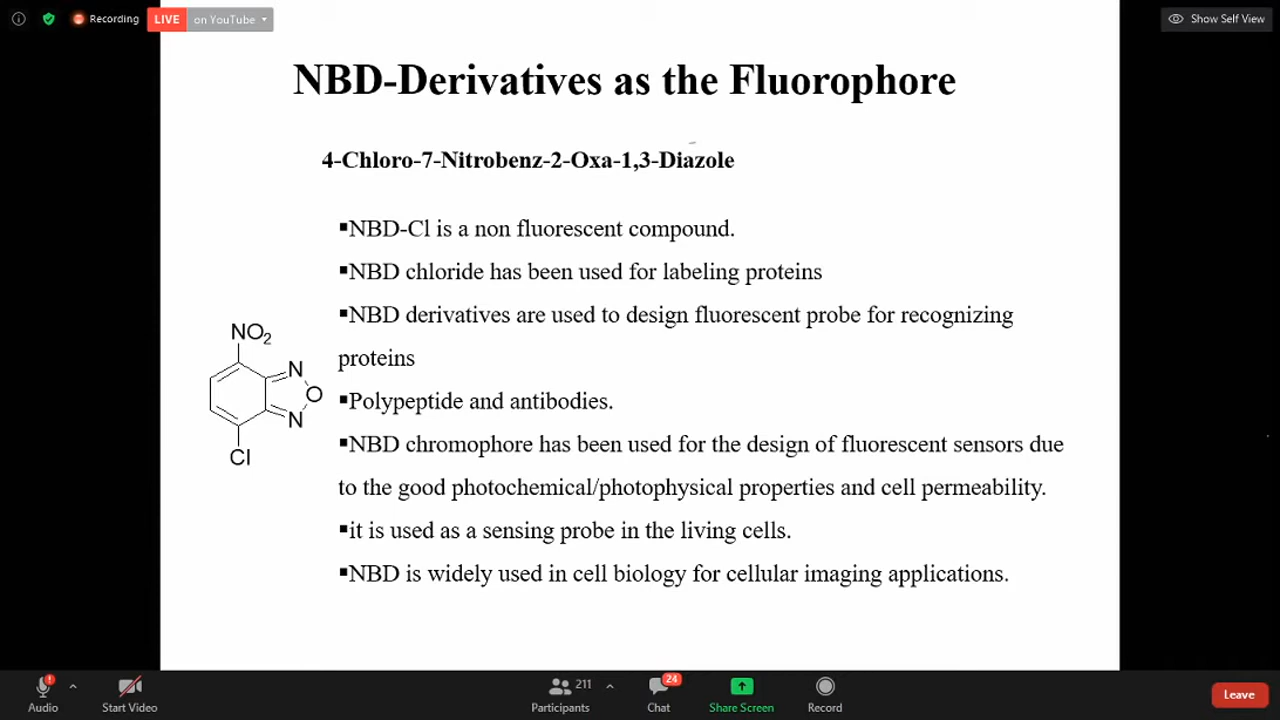 Recording
LIVE on YouTube
Show Self View
NBD-Derivatives as the Fluorophore
4-Chloro-7-Nitrobenz-2-Oxa-1,3-Diazole
▪NBD-Cl is a non fluorescent compound.
▪NBD chloride has been used for labeling proteins
▪NBD derivatives are used to design fluorescent probe for recognizing
proteins
▪Polypeptide and antibodies.
▪NBD chromophore has been used for the design of fluorescent sensors due
to the good photochemical/photophysical properties and cell permeability.
▪it is used as a sensing probe in the living cells.
▪NBD is widely used in cell biology for cellular imaging applications.
NO2
N
O
N
Cl
Audio
Start Video
211
Participants
24
Chat
Share Screen
Record
Leave